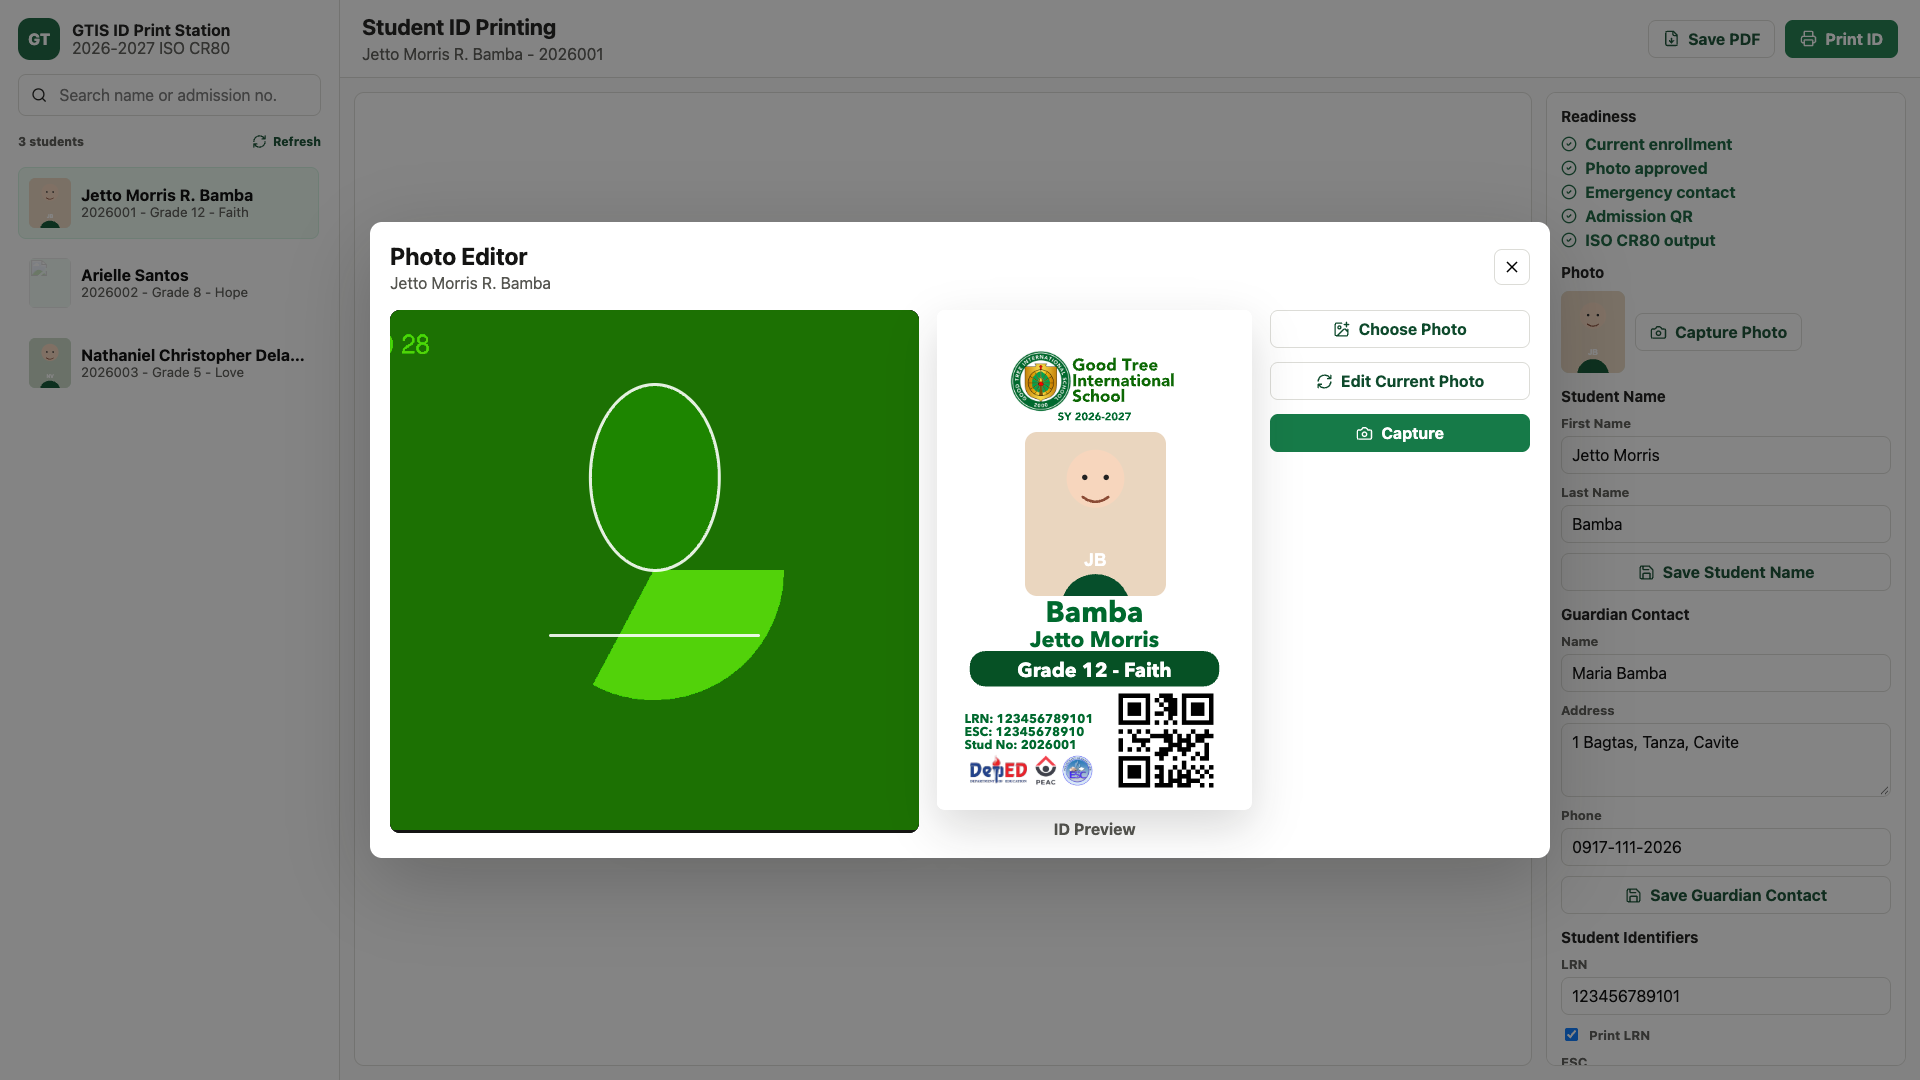 GT
GTIS ID Print Station
2026-2027 ISO CR80
Search name or admission no.
3 students
Refresh
Jetto Morris R. Bamba
2026001 - Grade 12 - Faith
Arielle Santos
2026002 - Grade 8 - Hope
Nathaniel Christopher Dela...
2026003 - Grade 5 - Love
Student ID Printing
Jetto Morris R. Bamba - 2026001
Save PDF
Print ID
Photo Editor
Jetto Morris R. Bamba
28
Good Tree
International
School
SY 2026-2027
JB
Bamba
Jetto Morris
Grade 12 - Faith
LRN: 123456789101
ESC: 12345678910
Stud No: 2026001
DepED
DEPARTMENT OF EDUCATION
PEAC
ESC
ID Preview
Choose Photo
Edit Current Photo
Capture
Readiness
Current enrollment
Photo approved
Emergency contact
Admission QR
ISO CR80 output
Photo
Capture Photo
Student Name
First Name
Jetto Morris
Last Name
Bamba
Save Student Name
Guardian Contact
Name
Maria Bamba
Address
1 Bagtas, Tanza, Cavite
Phone
0917-111-2026
Save Guardian Contact
Student Identifiers
LRN
123456789101
Print LRN
ESC